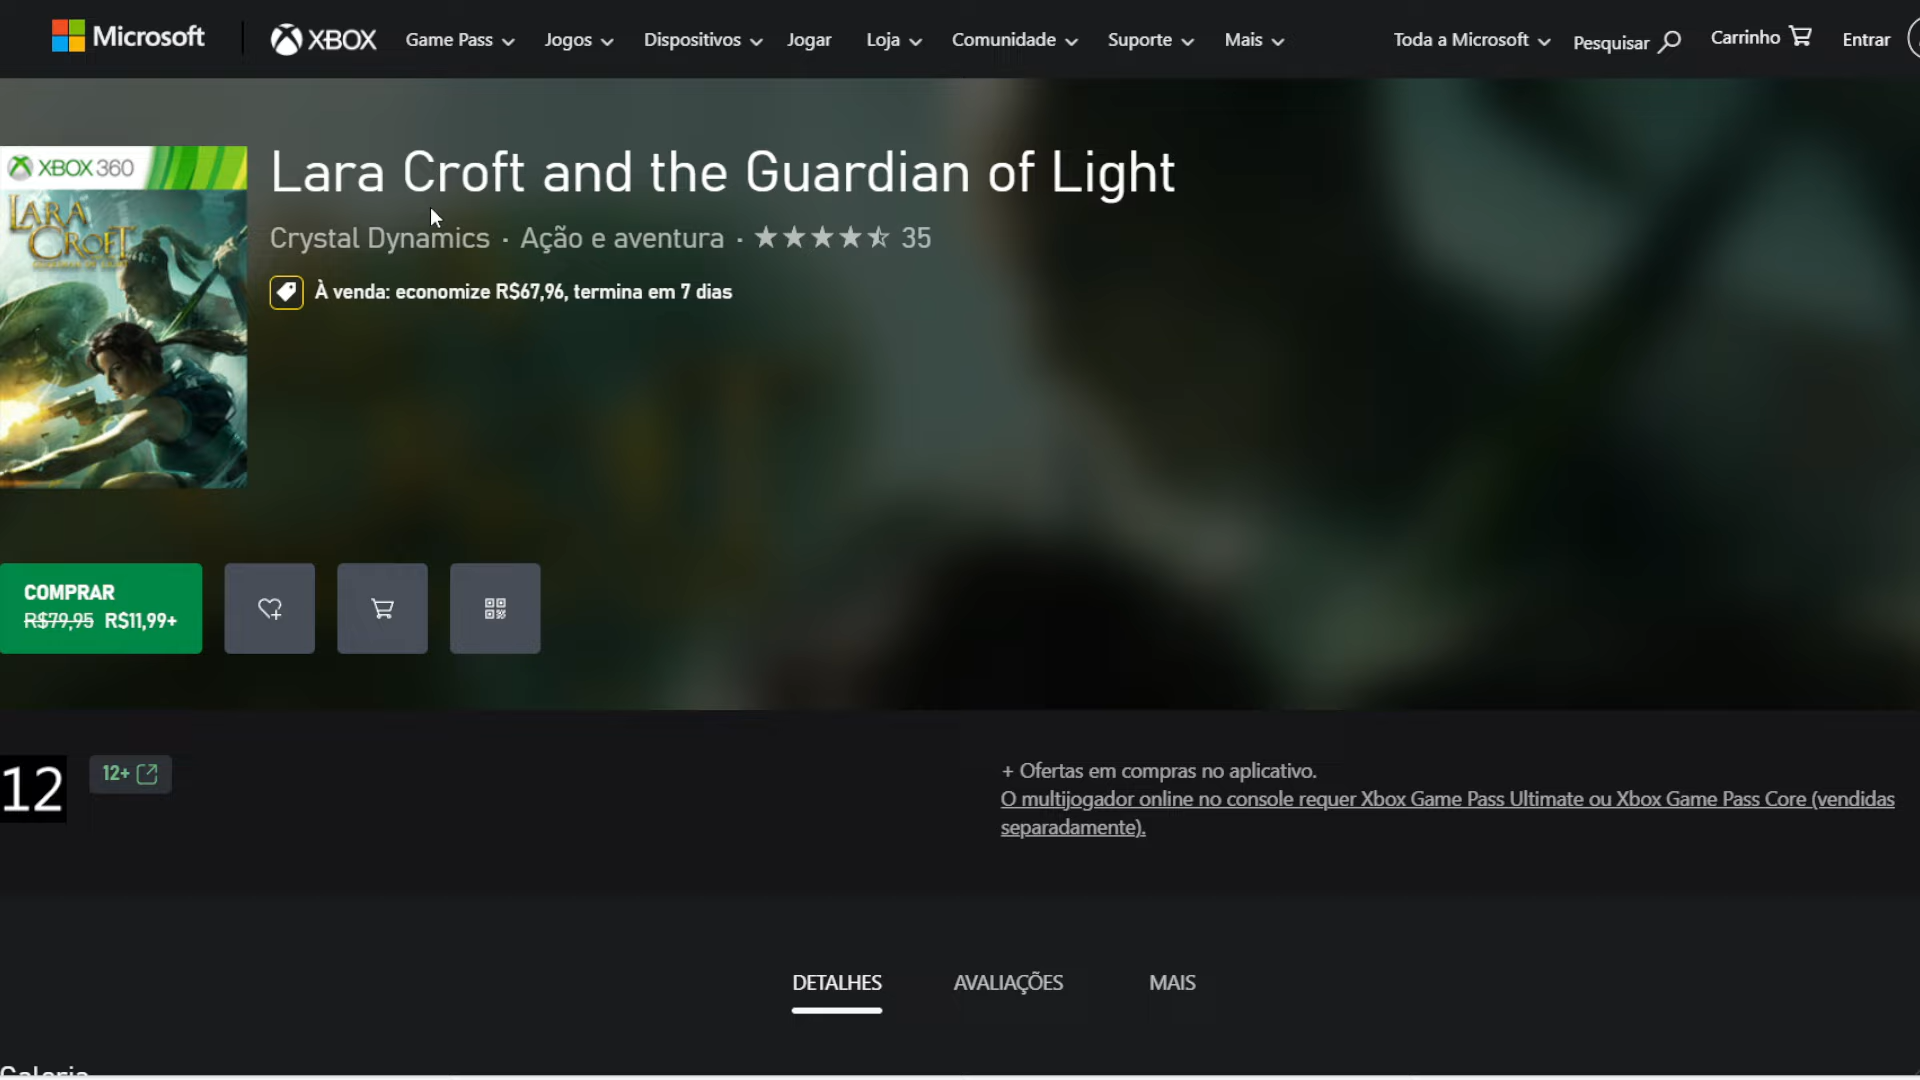 Microsoft
XBOX
Game Pass
Jogos
Dispositivos
Jogar
Loja
Comunidade
Suporte
Mais
Toda a Microsoft
Pesquisar
Carrinho
Entrar
XBOX 360
LARA
CROFT
Lara Croft and the Guardian of Light
Crystal Dynamics · Ação e aventura · 35
À venda: economize R$67,96, termina em 7 dias
COMPRAR
R$79,95 R$11,99+
12
12+
+ Ofertas em compras no aplicativo.
O multijogador online no console requer Xbox Game Pass Ultimate ou Xbox Game Pass Core (vendidas
separadamente).
DETALHES
AVALIAÇÕES
MAIS